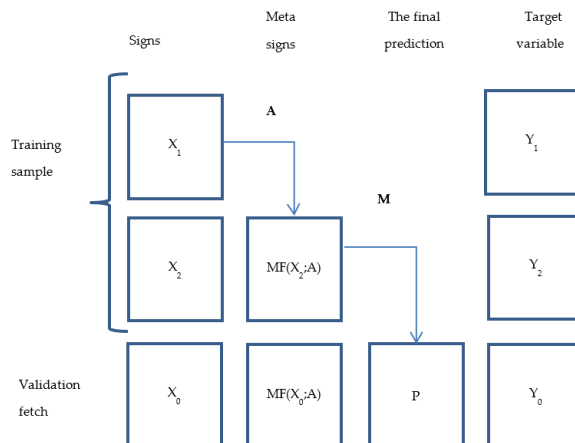 Signs
Meta
signs
The final
prediction
Target
variable
Training
sample
X1
A
Y1
M
X2
MF(X2;A)
Y2
Validation
fetch
X0
MF(X0;A)
P
Y0